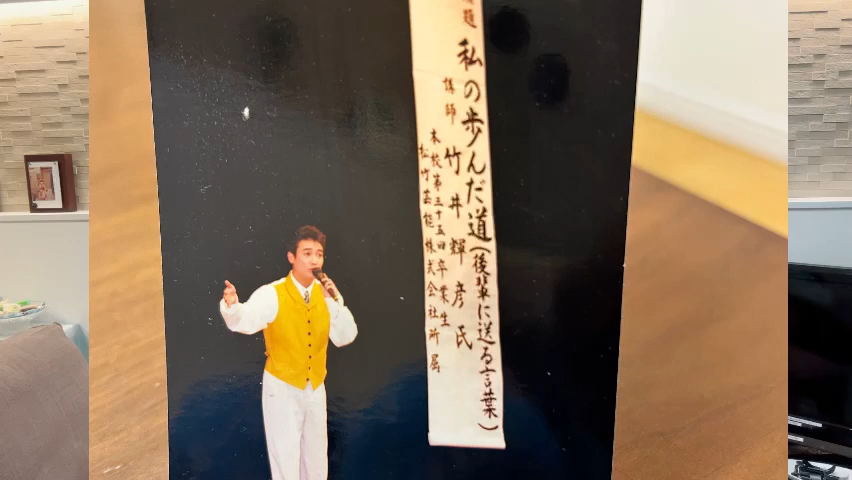 題 私の歩んだ道(後輩に送る言葉)
講師 竹井輝彦氏
本校第三十五回卒業生
松竹芸能株式会社所属